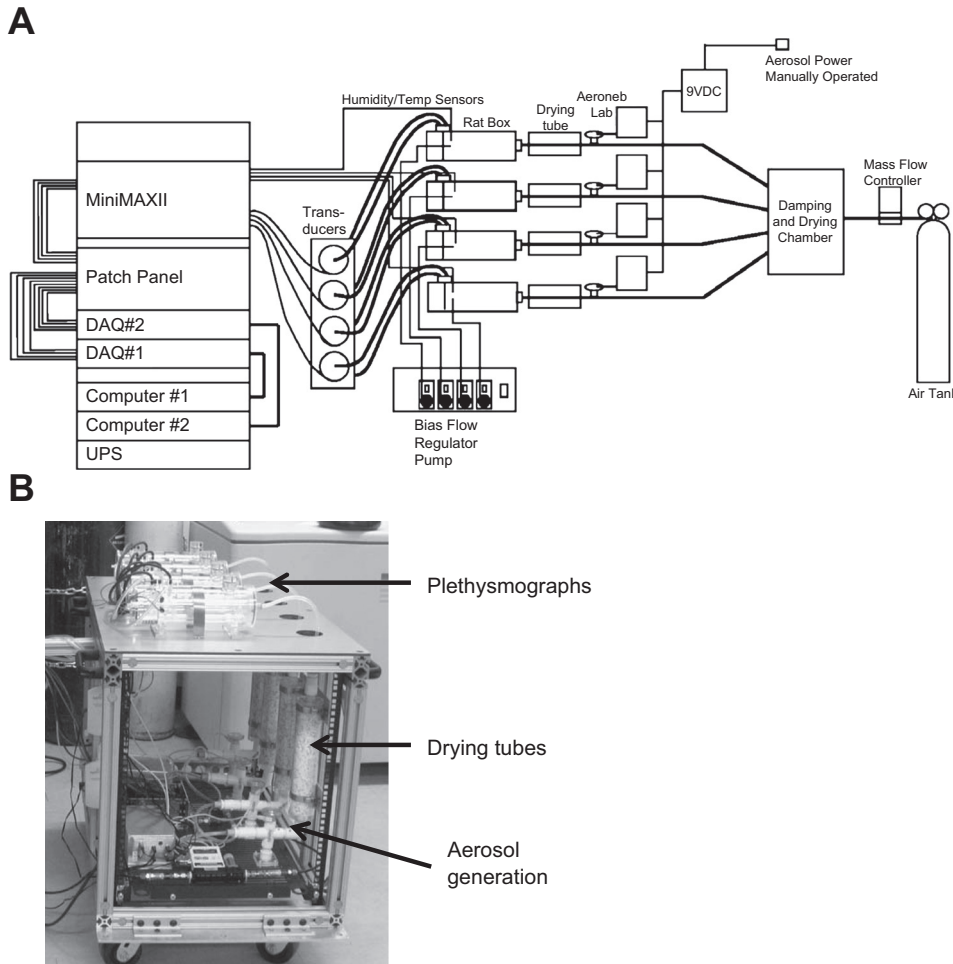 A
Aerosol Power
Manually Operated
9VDC
Humidity/Temp Sensors
Aeroneb
Lab
Drying
tube
Rat Box
Mass Flow
Controller
MiniMAXII
Trans-
ducers
Damping
and Drying
Chamber
Patch Panel
DAQ#2
DAQ#1
Computer #1
Computer #2
UPS
Bias Flow
Regulator
Pump
Air Tank
B
Plethysmographs
Drying tubes
Aerosol
generation